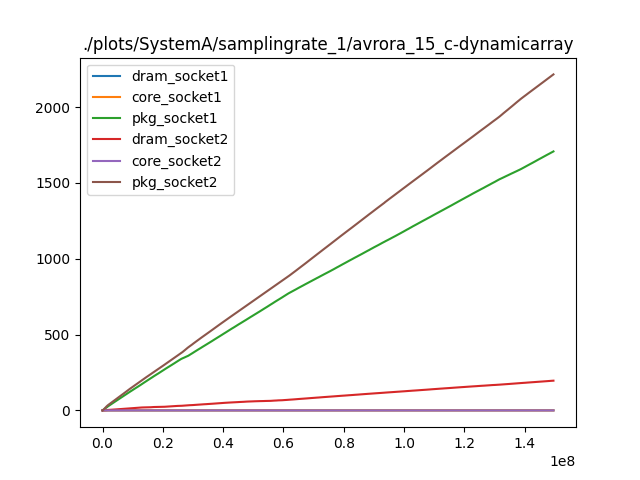 ./plots/SystemA/samplingrate_1/avrora_15_c-dynamicarray
dram_socket1
core_socket1
pkg_socket1
dram_socket2
core_socket2
pkg_socket2
2000
1500
1000
500
0
0.0 0.2 0.4 0.6 0.8 1.0 1.2 1.4
1e8